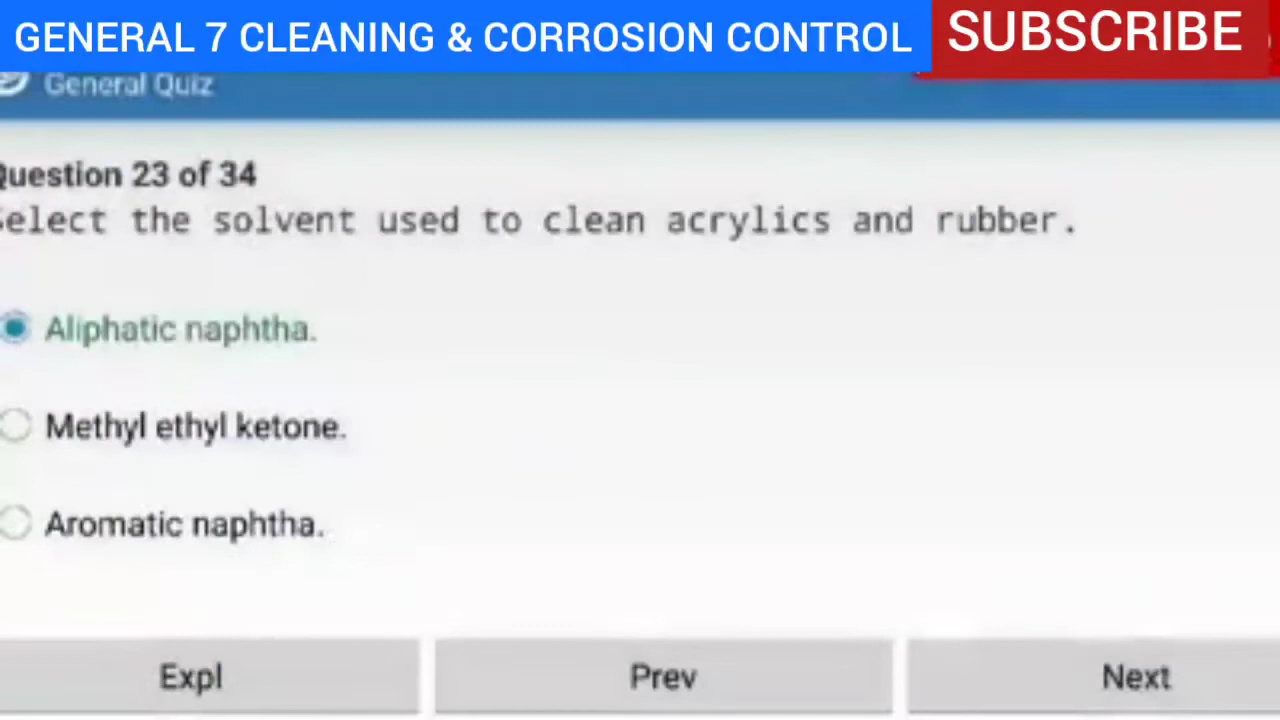 GENERAL 7 CLEANING & CORROSION CONTROL
SUBSCRIBE
General Quiz
Question 23 of 34
Select the solvent used to clean acrylics and rubber.
Aliphatic naphtha.
Methyl ethyl ketone.
Aromatic naphtha.
Expl
Prev
Next